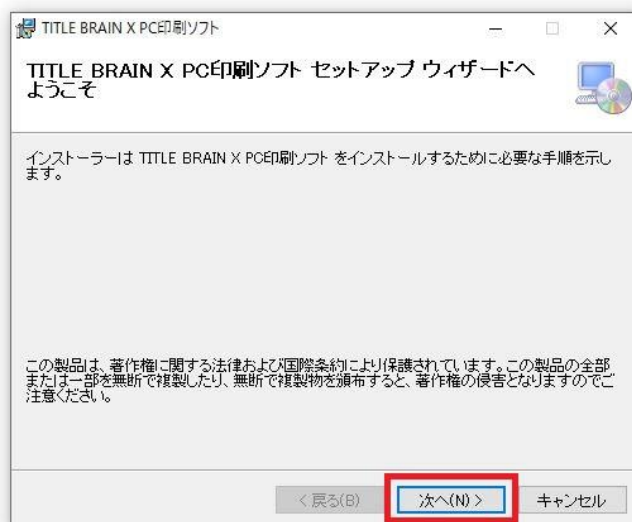 TITLE BRAIN X PC印刷ソフト
TITLE BRAIN X PC印刷ソフト セットアップ ウィザードへ
ようこそ
インストーラーは TITLE BRAIN X PC印刷ソフト をインストールするために必要な手順を示し
ます。
この製品は、著作権に関する法律および国際条約により保護されています。この製品の全部
または一部を無断で複製したり、無断で複製物を頒布すると、著作権の侵害となりますのでご
注意ください。
< 戻る(B)
次へ(N) >
キャンセル